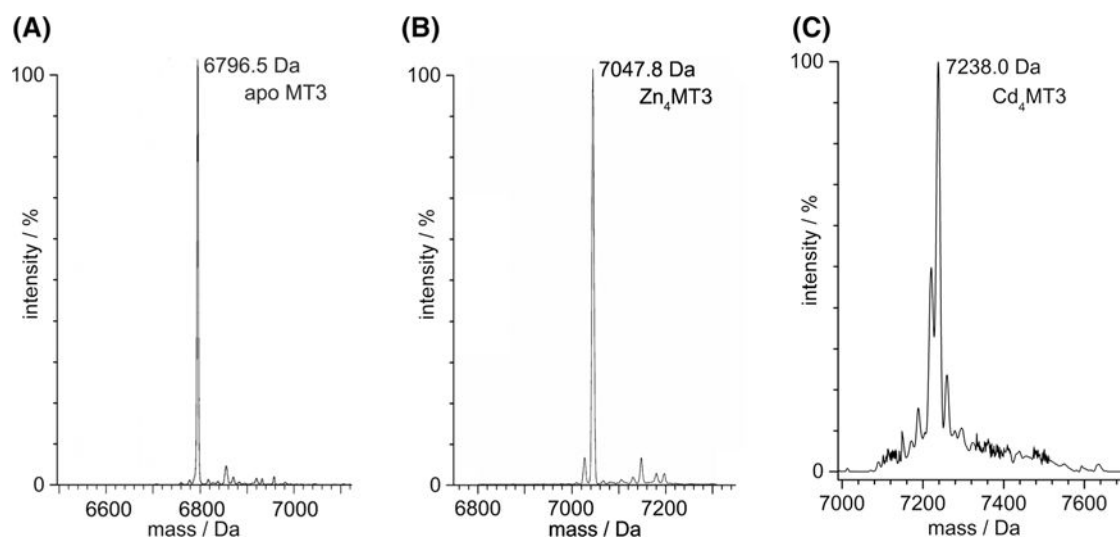 (A)
100
6796.5 Da
apo MT3
intensity / %
0
6600
6800
7000
mass / Da
(B)
100
7047.8 Da
Zn₄MT3
intensity / %
0
6800
7000
7200
mass / Da
(C)
100
7238.0 Da
Cd₄MT3
intensity / %
0
7000
7200
7400
7600
mass / Da